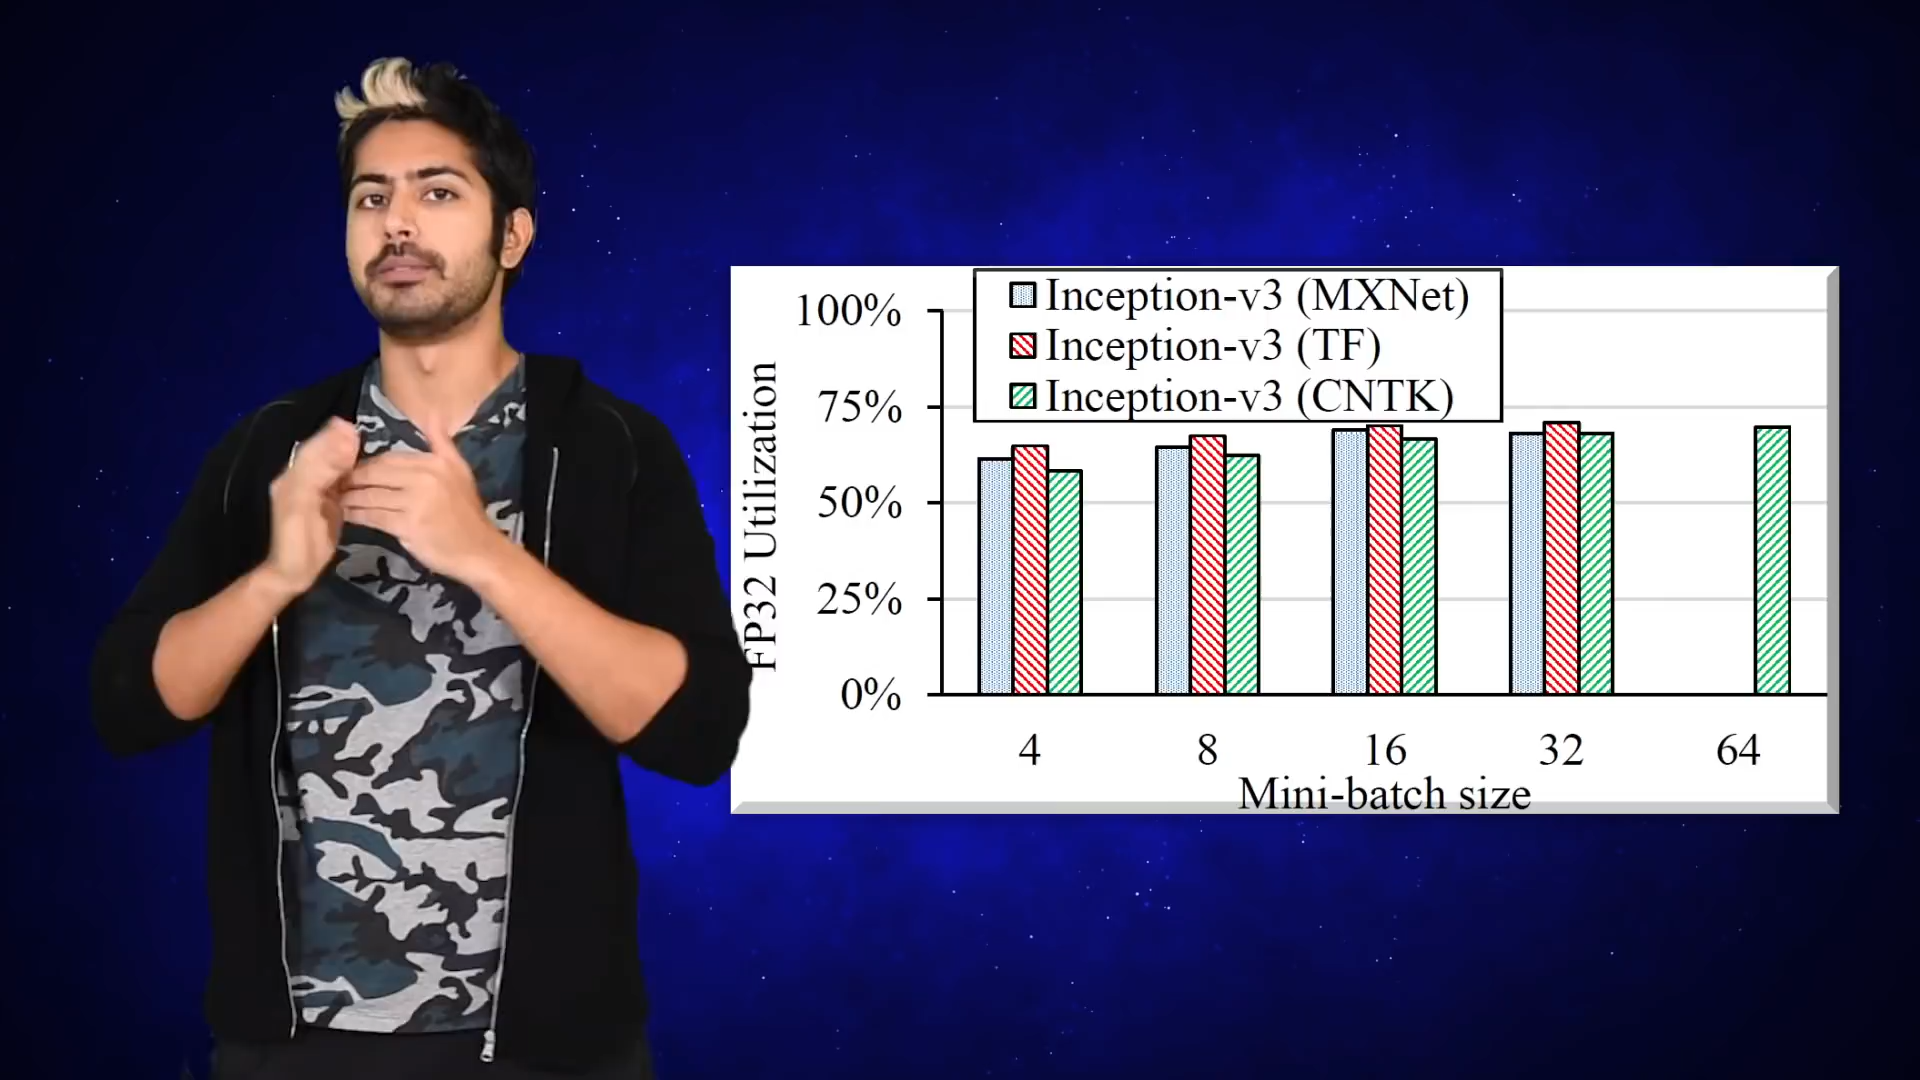 Inception-v3 (MXNet)
Inception-v3 (TF)
Inception-v3 (CNTK)
100%
75%
50%
25%
0%
FP32 Utilization
4 8 16 32 64
Mini-batch size